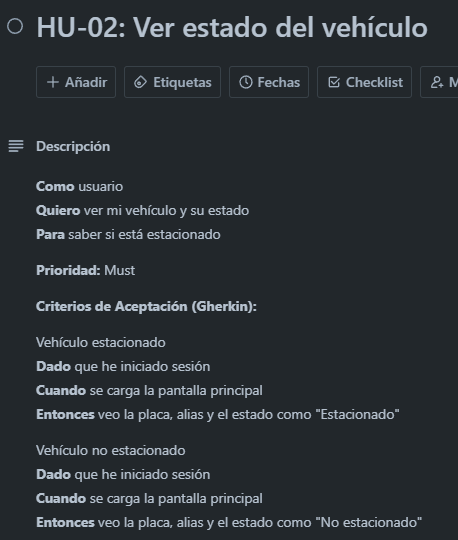 HU-02: Ver estado del vehículo
Añadir Etiquetas Fechas Checklist M
Descripción
Como usuario
Quiero ver mi vehículo y su estado
Para saber si está estacionado
Prioridad: Must
Criterios de Aceptación (Gherkin):
Vehículo estacionado
Dado que he iniciado sesión
Cuando se carga la pantalla principal
Entonces veo la placa, alias y el estado como "Estacionado"
Vehículo no estacionado
Dado que he iniciado sesión
Cuando se carga la pantalla principal
Entonces veo la placa, alias y el estado como "No estacionado"